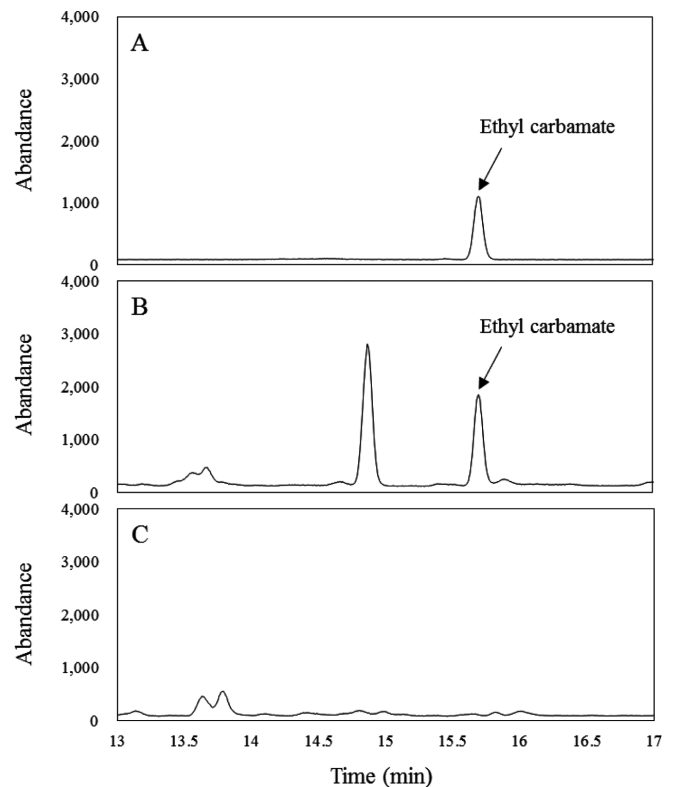 4,000
A
3,000
Abandance
Ethyl carbamate
2,000
1,000
0
4,000
B
3,000
Abandance
Ethyl carbamate
2,000
1,000
0
4,000
C
3,000
Abandance
2,000
1,000
0
13 13.5 14 14.5 15 15.5 16 16.5 17
Time (min)